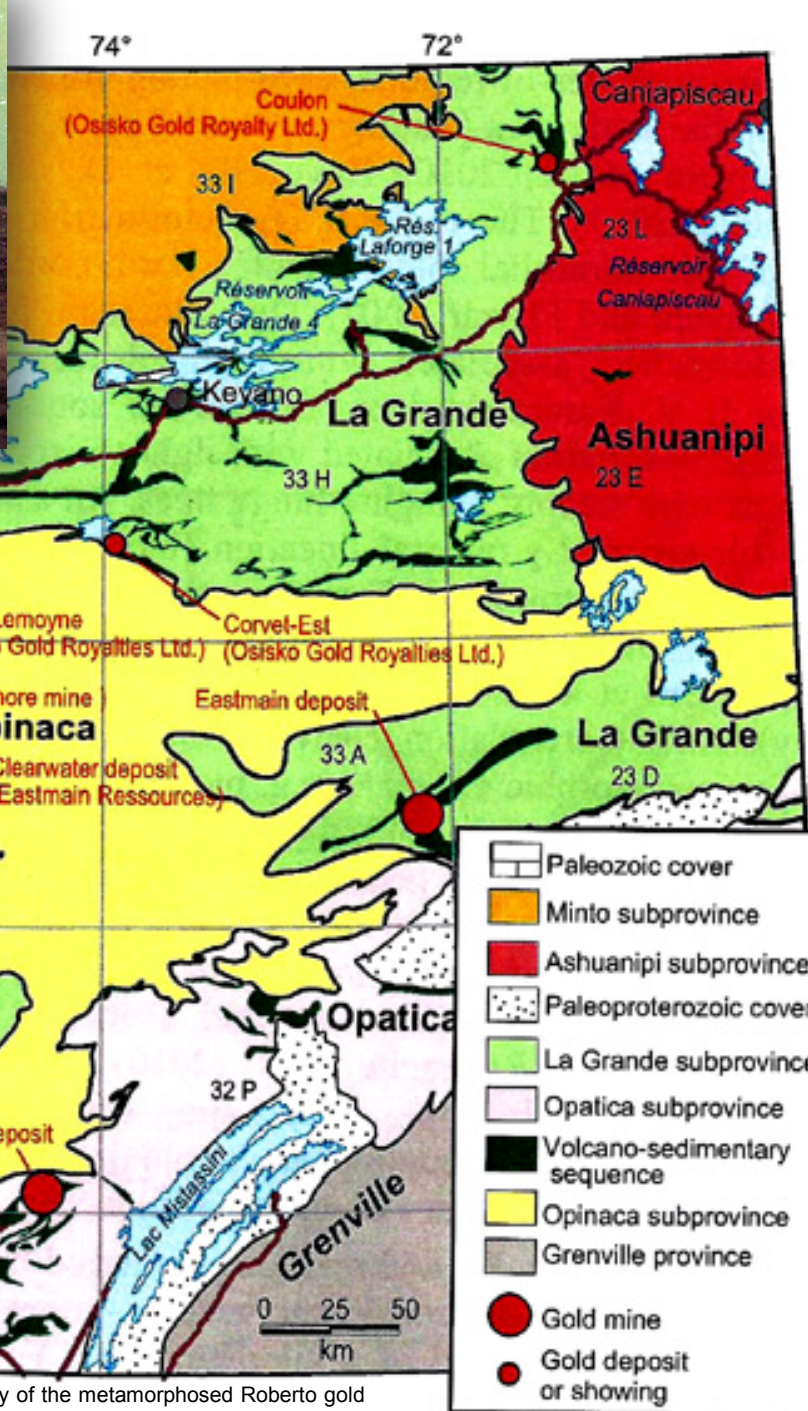 74° 72°
Coulon
(Osisko Gold Royalty Ltd.)
Caniapiscau
33 I
Rés.
Laforge 1
23 L
Réservoir
Caniapiscau
Réservoir
La Grande 4
Keyano
La Grande
Ashuanipi
33 H
23 E
Lemoyne
Gold Royalties Ltd.)
Corvel-Est
(Osisko Gold Royalties Ltd.)
more mine )
Eastmain deposit
pinaca
La Grande
33 A
23 D
Clearwater deposit
Eastmain Ressources)
Opatica
32 P
eposit
Lac Mistassini
Grenville
0 25 50
km
Paleozoic cover
Minto subprovince
Ashuanipi subprovince
Paleoproterozoic cover
La Grande subprovince
Opatica subprovince
Volcano-sedimentary
sequence
Opinaca subprovince
Grenville province
Gold mine
Gold deposit
or showing
y of the metamorphosed Roberto gold